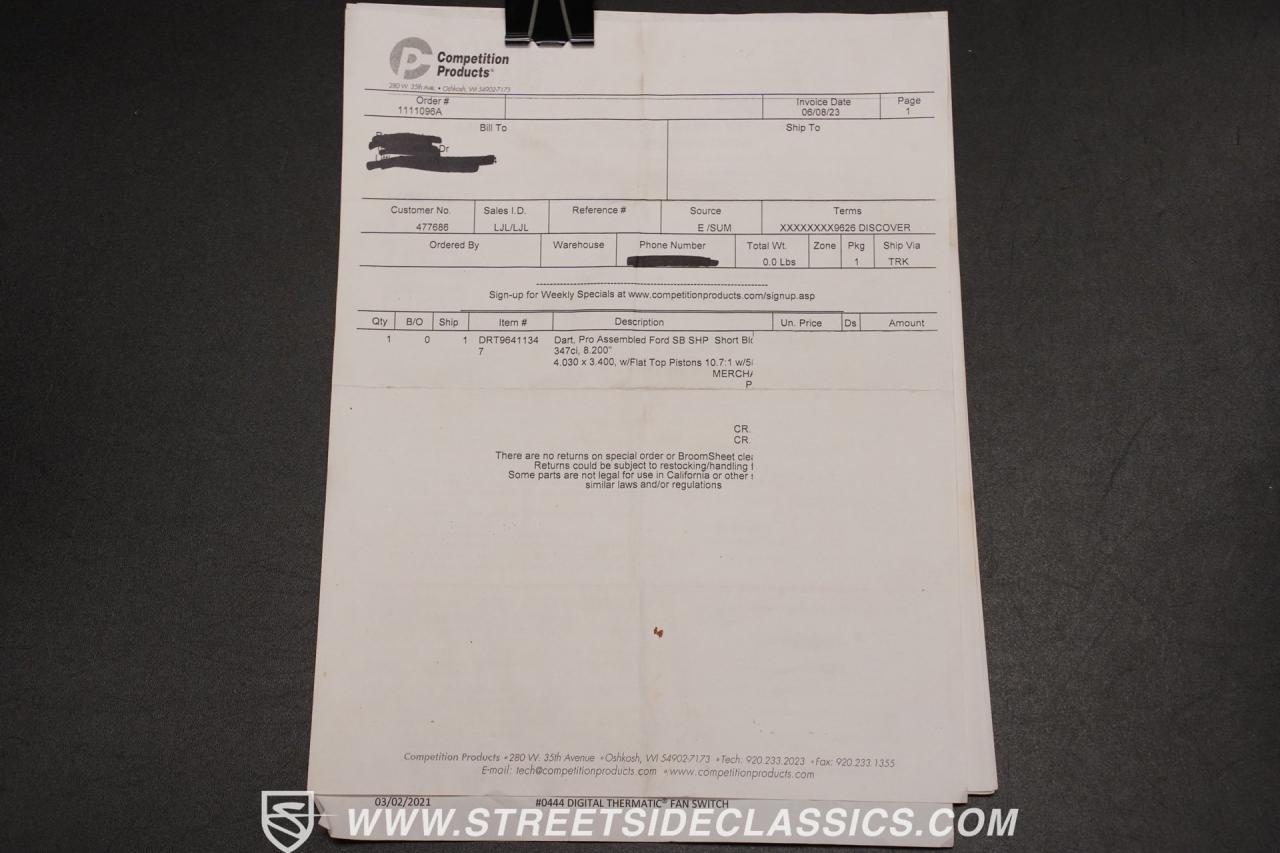 Competition
Products®
280 W. 35th Ave. • Oshkosh, WI 54902-7173
Order # Invoice Date Page
1111096A 06/08/23 1
Bill To Ship To
Dr
Customer No. Sales I.D. Reference # Source Terms
477686 LJL/LJL E /SUM XXXXXXXX9626 DISCOVER
Ordered By Warehouse Phone Number Total Wt. Zone Pkg Ship Via
0.0 Lbs 1 TRK
Sign-up for Weekly Specials at www.competitionproducts.com/signup.asp
Qty B/O Ship Item # Description Un. Price Ds Amount
1 0 1 DRT9641134 Dart, Pro Assembled Ford SB SHP Short Blo
7 347ci, 8.200"
4.030 x 3.400, w/Flat Top Pistons 10.7:1 w/5
MERCHA
P
CR.
CR.
There are no returns on special order or BroomSheet clea
Returns could be subject to restocking/handling f
Some parts are not legal for use in California or other s
similar laws and/or regulations
Competition Products • 280 W. 35th Avenue • Oshkosh, WI 54902-7173 • Tech: 920.233.2023 • Fax: 920.233.1355
E-mail: tech@competitionproducts.com • www.competitionproducts.com
03/02/2021 #0444 DIGITAL THERMATIC® FAN SWITCH
WWW.STREETSIDECLASSICS.COM